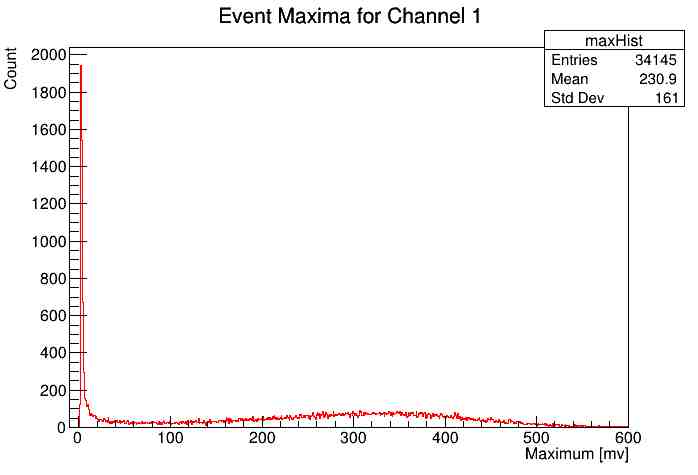 Event Maxima for Channel 1
maxHist
Entries 34145
Mean 230.9
Std Dev 161
Count
2000
1800
1600
1400
1200
1000
800
600
400
200
0
0 100 200 300 400 500 600
Maximum [mv]